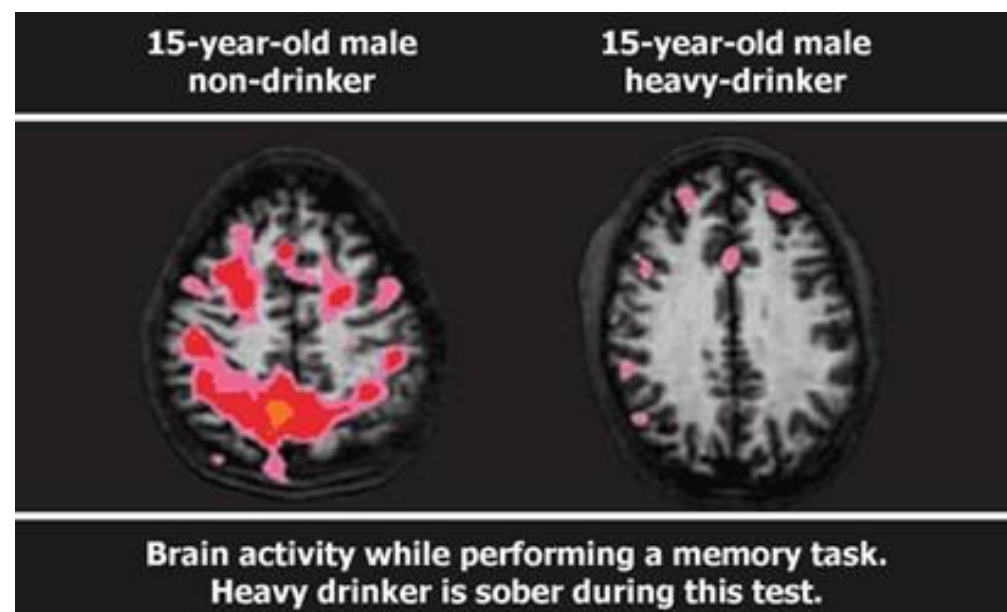 15-year-old male
non-drinker
15-year-old male
heavy-drinker
Brain activity while performing a memory task.
Heavy drinker is sober during this test.